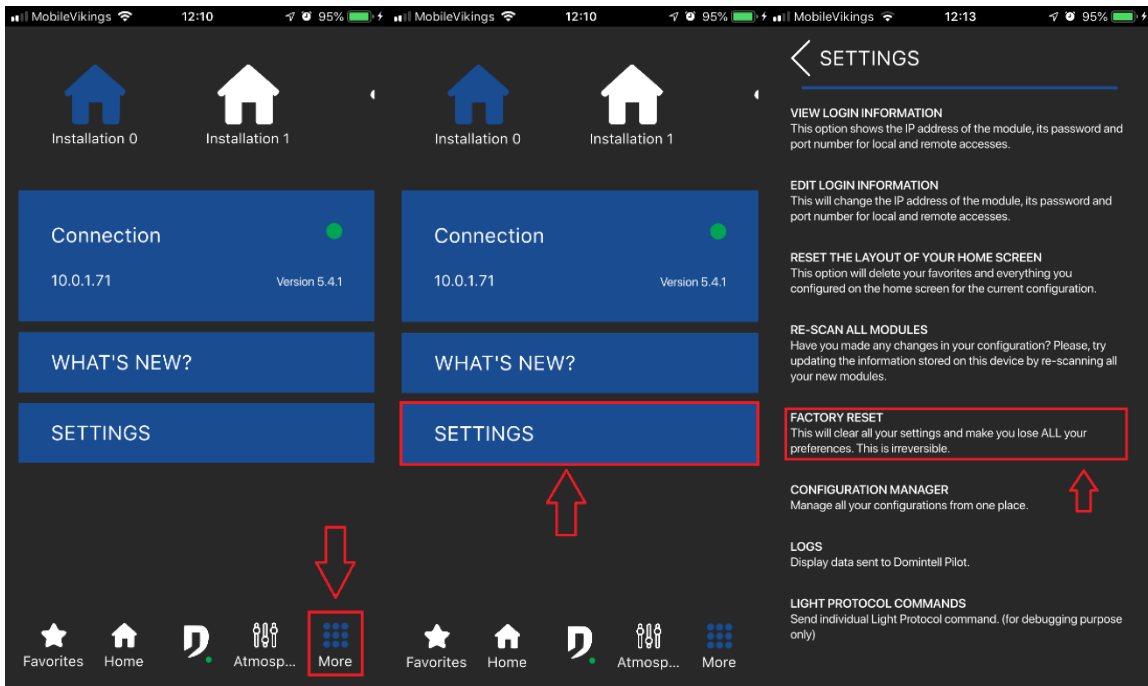 MobileVikings 12:10 95%
Installation 0 Installation 1
Connection
10.0.1.71 Version 5.4.1
WHAT'S NEW?
SETTINGS
Favorites Home Atmosp... More
MobileVikings 12:10 95%
Installation 0 Installation 1
Connection
10.0.1.71 Version 5.4.1
WHAT'S NEW?
SETTINGS
Favorites Home Atmosp... More
MobileVikings 12:13 95%
SETTINGS
VIEW LOGIN INFORMATION
This option shows the IP address of the module, its password and
port number for local and remote accesses.
EDIT LOGIN INFORMATION
This will change the IP address of the module, its password and
port number for local and remote accesses.
RESET THE LAYOUT OF YOUR HOME SCREEN
This option will delete your favorites and everything you
configured on the home screen for the current configuration.
RE-SCAN ALL MODULES
Have you made any changes in your configuration? Please, try
updating the information stored on this device by re-scanning all
your new modules.
FACTORY RESET
This will clear all your settings and make you lose ALL your
preferences. This is irreversible.
CONFIGURATION MANAGER
Manage all your configurations from one place.
LOGS
Display data sent to Domintell Pilot.
LIGHT PROTOCOL COMMANDS
Send individual Light Protocol command. (for debugging purpose
only)